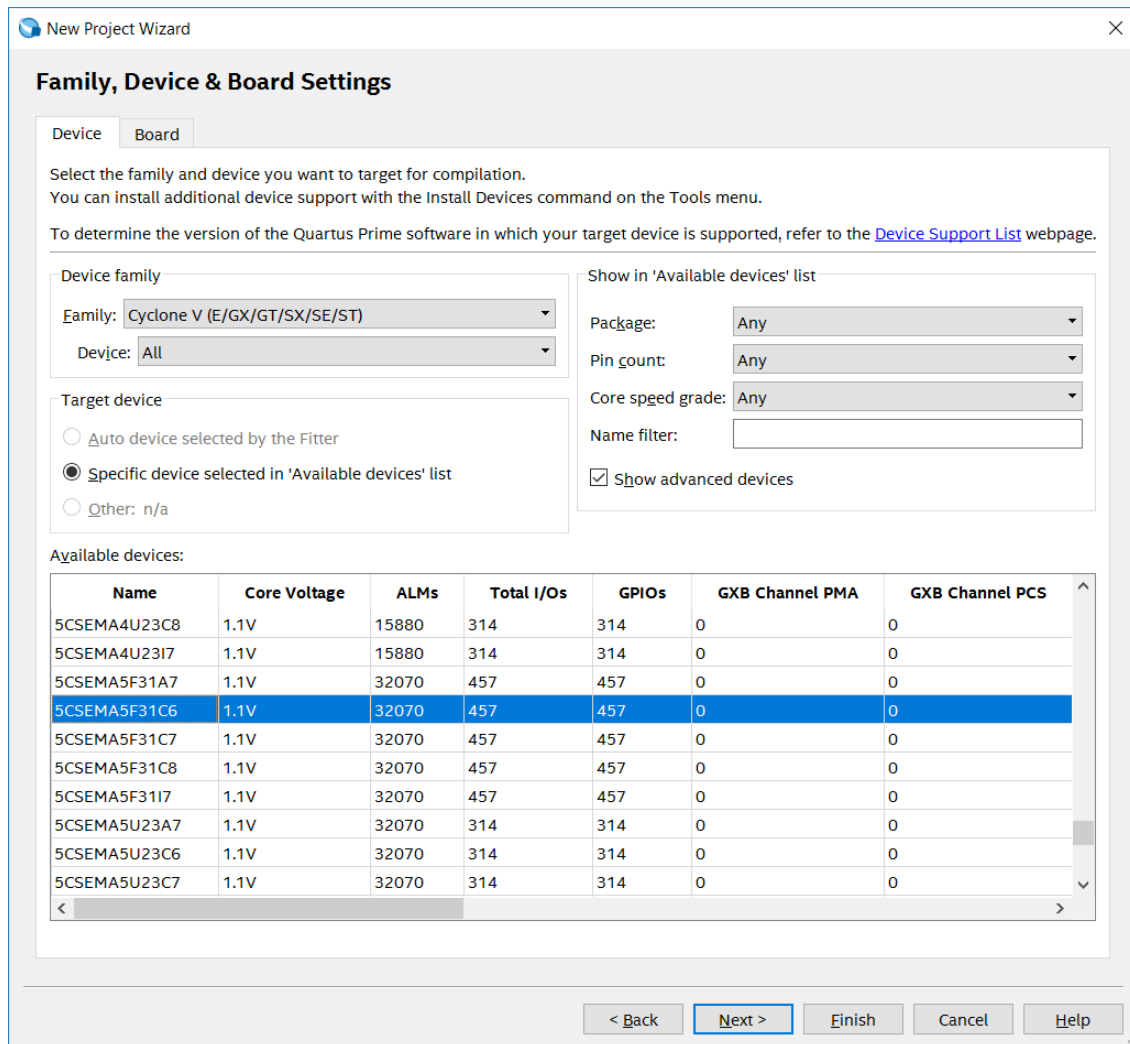 New Project Wizard
Family, Device & Board Settings
Device Board
Select the family and device you want to target for compilation.
You can install additional device support with the Install Devices command on the Tools menu.
To determine the version of the Quartus Prime software in which your target device is supported, refer to the Device Support List webpage.
Device family
Family: Cyclone V (E/GX/GT/SX/SE/ST)
Device: All
Target device
Auto device selected by the Fitter
Specific device selected in 'Available devices' list
Other: n/a
Show in 'Available devices' list
Package: Any
Pin count: Any
Core speed grade: Any
Name filter:
Show advanced devices
Available devices:
Name Core Voltage ALMs Total I/Os GPIOs GXB Channel PMA GXB Channel PCS
5CSEMA4U23C8 1.1V 15880 314 314 0 0
5CSEMA4U23I7 1.1V 15880 314 314 0 0
5CSEMA5F31A7 1.1V 32070 457 457 0 0
5CSEMA5F31C6 1.1V 32070 457 457 0 0
5CSEMA5F31C7 1.1V 32070 457 457 0 0
5CSEMA5F31C8 1.1V 32070 457 457 0 0
5CSEMA5F31I7 1.1V 32070 457 457 0 0
5CSEMA5U23A7 1.1V 32070 314 314 0 0
5CSEMA5U23C6 1.1V 32070 314 314 0 0
5CSEMA5U23C7 1.1V 32070 314 314 0 0
< Back Next > Finish Cancel Help